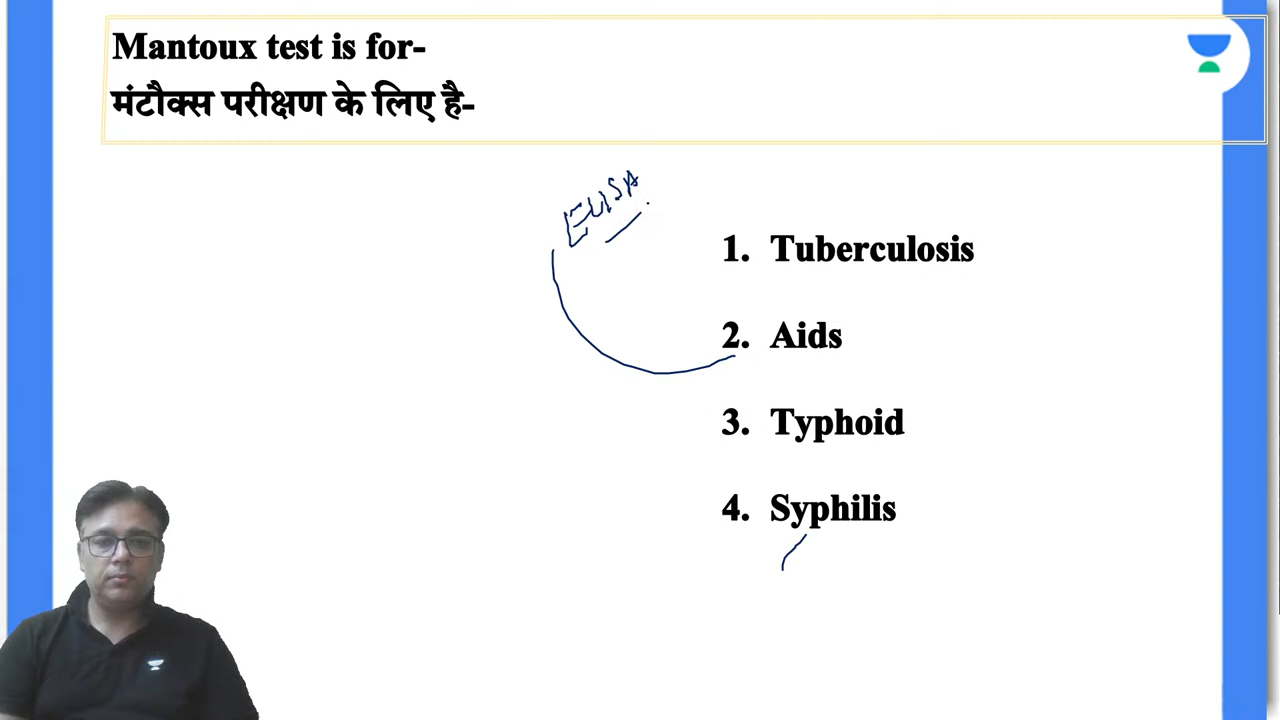 Mantoux test is for-
मंटौक्स परीक्षण के लिए है-
ELISA
1. Tuberculosis
2. Aids
3. Typhoid
4. Syphilis